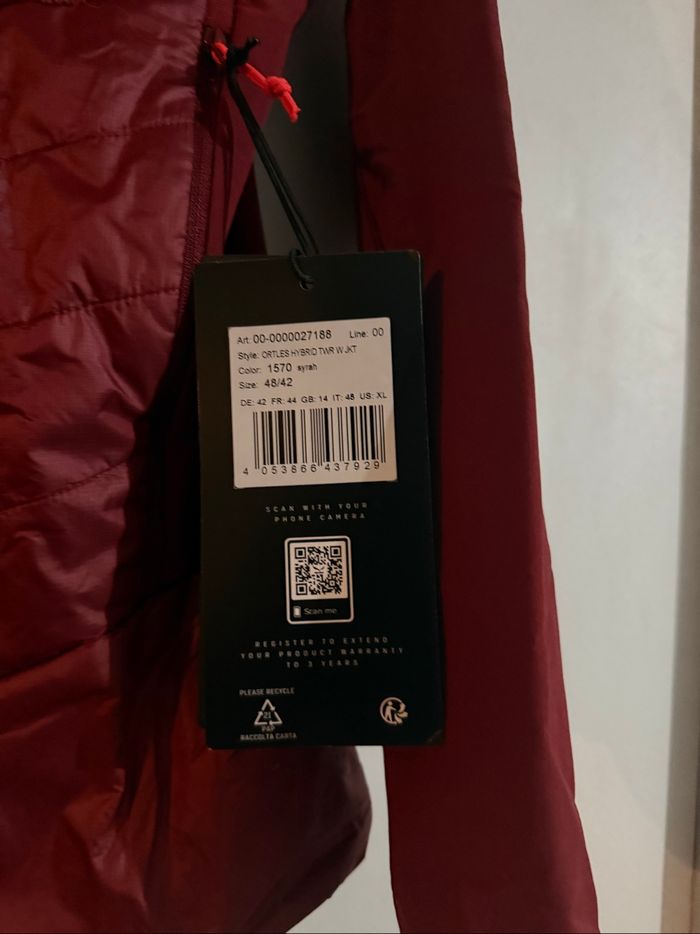 Art: 00-0000027188 Line: 00
Style: ORTLES HYBRID TWR W JKT
Color: 1570 syrah
Size: 48/42
DE: 42 FR: 44 GB: 14 IT: 48 US: XL
4 053866 437929
SCAN WITH YOUR
PHONE CAMERA
Scan me
REGISTER TO EXTEND
YOUR PRODUCT WARRANTY
TO 3 YEARS
PLEASE RECYCLE
21
PAP
RACCOLTA CARTA